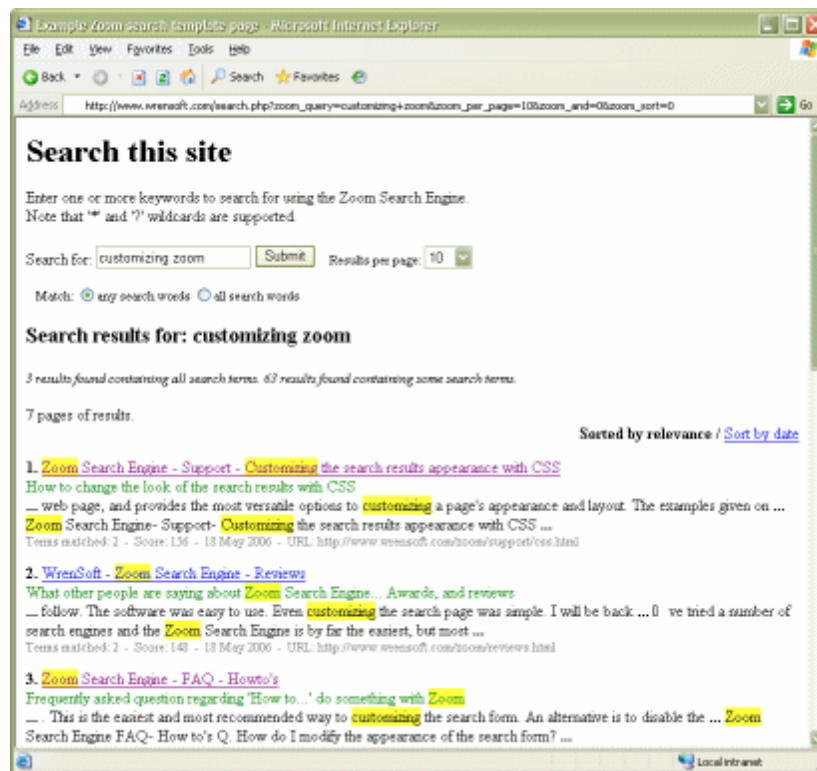 Example Zoom search template page - Microsoft Internet Explorer
File Edit View Favorites Tools Help
Back Search Favorites
Address http://www.wrensoft.com/search.php?zoom_query=customizing+zoom&zoom_per_page=10&zoom_and=0&zoom_sort=0 Go
Search this site
Enter one or more keywords to search for using the Zoom Search Engine.
Note that '*' and '?' wildcards are supported.
Search for: customizing zoom Submit Results per page: 10
Match: any search words all search words
Search results for: customizing zoom
3 results found containing all search terms. 63 results found containing some search terms.
7 pages of results.
Sorted by relevance / Sort by date
1. Zoom Search Engine - Support - Customizing the search results appearance with CSS
How to change the look of the search results with CSS
... web page, and provides the most versatile options to customizing a page's appearance and layout. The examples given on ...
Zoom Search Engine- Support- Customizing the search results appearance with CSS ...
Terms matched: 2 - Score: 156 - 18 May 2006 - URL: http://www.wrensoft.com/zoom/support/css.html
2. WrenSoft - Zoom Search Engine - Reviews
What other people are saying about Zoom Search Engine... Awards, and reviews
... follow. The software was easy to use. Even customizing the search page was simple. I will be back ... 0 ve tried a number of
search engines and the Zoom Search Engine is by far the easiest, but most ...
Terms matched: 2 - Score: 148 - 18 May 2006 - URL: http://www.wrensoft.com/zoom/reviews.html
3. Zoom Search Engine - FAQ - Howto's
Frequently asked question regarding 'How to...' do something with Zoom
... . This is the easiest and most recommended way to customizing the search form. An alternative is to disable the ... Zoom
Search Engine FAQ- How to's Q. How do I modify the appearance of the search form? ...
Local intranet